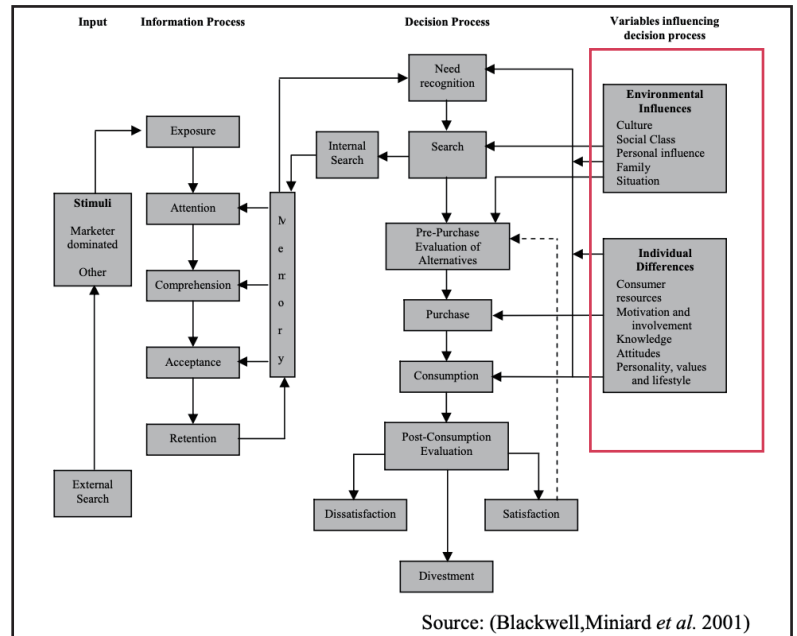 Input
Information Process
Decision Process
Variables influencing
decision process
Exposure
Stimuli
Marketer
dominated
Other
Attention
Comprehension
Acceptance
Retention
External
Search
Internal
Search
M
e
m
o
r
y
Need
recognition
Search
Pre-Purchase
Evaluation of
Alternatives
Purchase
Consumption
Post-Consumption
Evaluation
Dissatisfaction
Satisfaction
Divestment
Environmental
Influences
Culture
Social Class
Personal influence
Family
Situation
Individual
Differences
Consumer
resources
Motivation and
involvement
Knowledge
Attitudes
Personality, values
and lifestyle
Source: (Blackwell,Miniard et al. 2001)